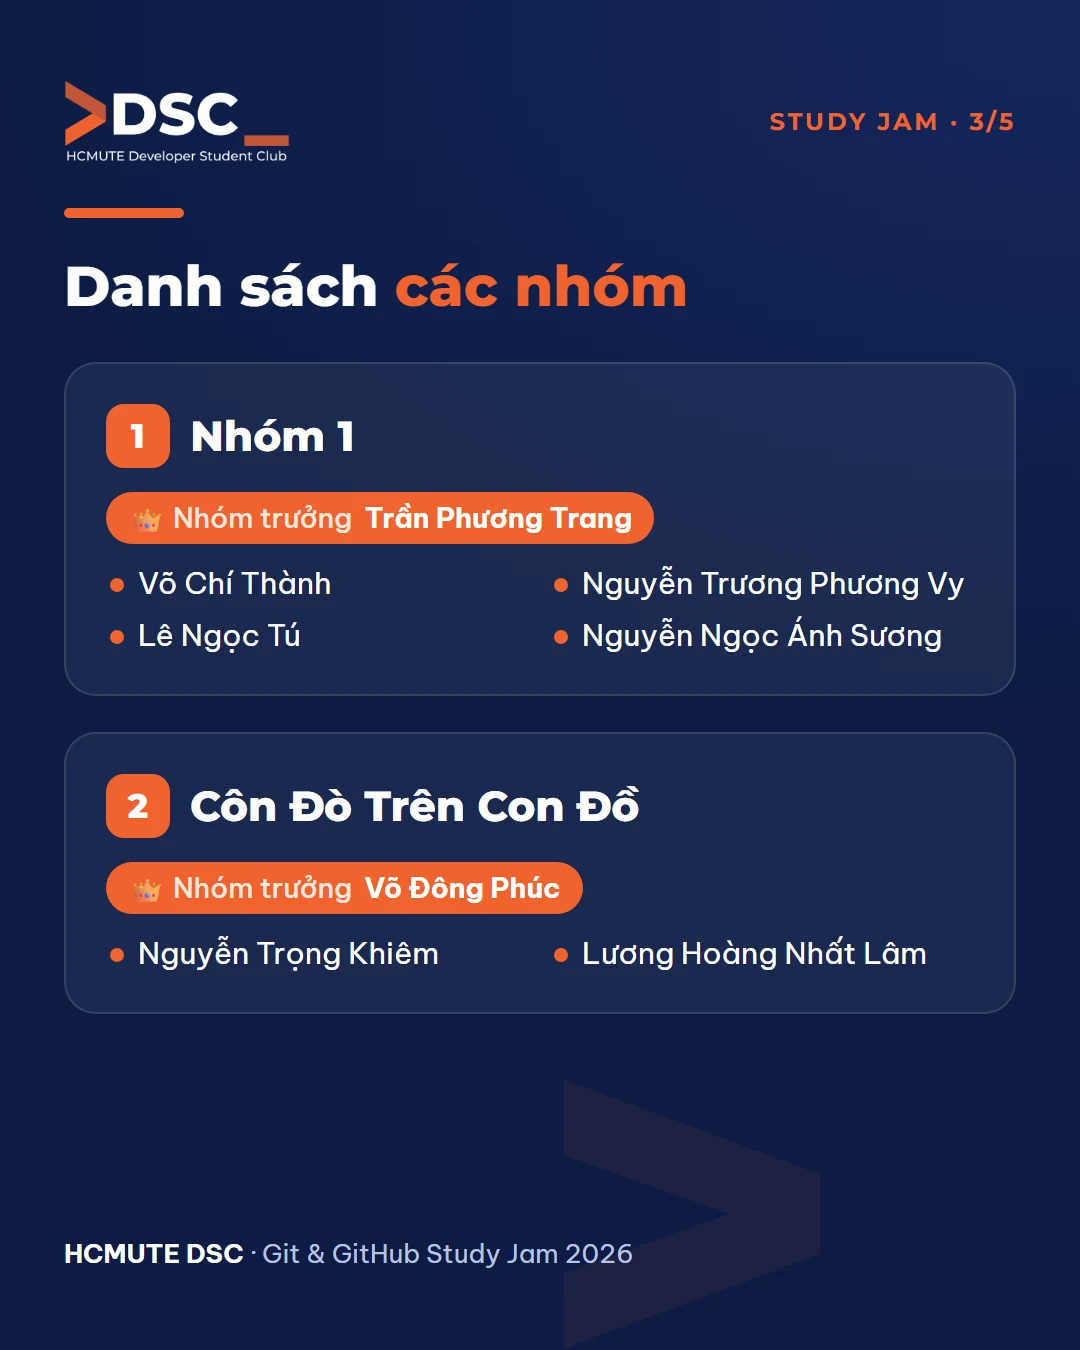 >DSC_
HCMUTE Developer Student Club
STUDY JAM · 3/5
Danh sách các nhóm
1 Nhóm 1
Nhóm trưởng Trần Phương Trang
Võ Chí Thành
Nguyễn Trương Phương Vy
Lê Ngọc Tú
Nguyễn Ngọc Ánh Sương
2 Côn Đò Trên Con Đồ
Nhóm trưởng Võ Đông Phúc
Nguyễn Trọng Khiêm
Lương Hoàng Nhất Lâm
HCMUTE DSC · Git & GitHub Study Jam 2026